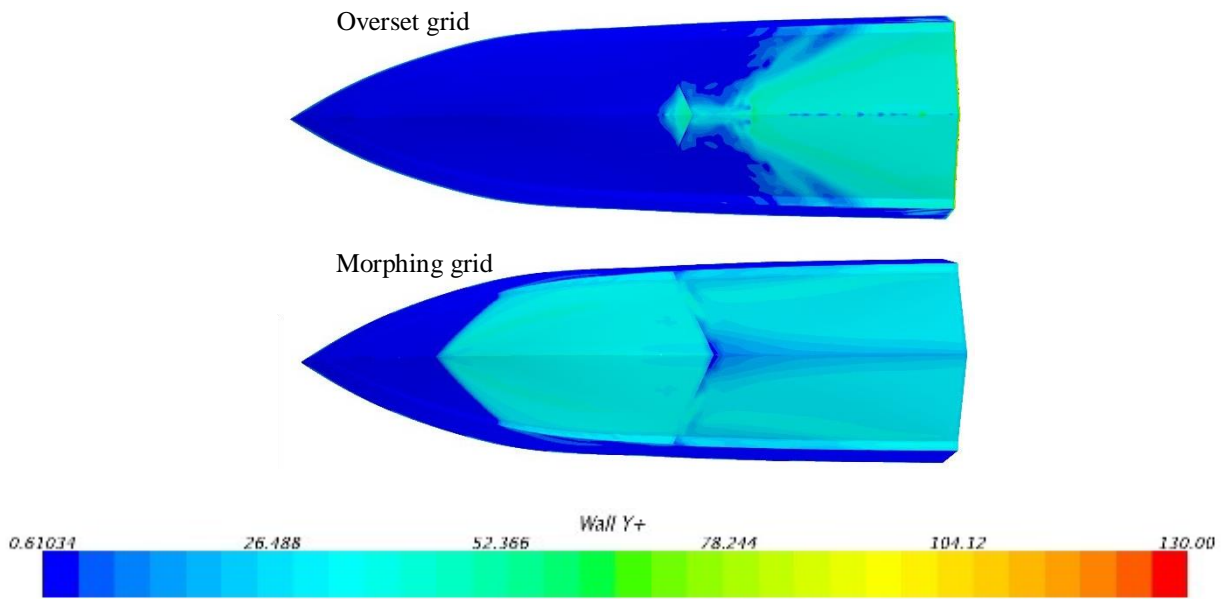 Overset grid
Morphing grid
Wall Y+
0.61034 26.488 52.366 78.244 104.12 130.00